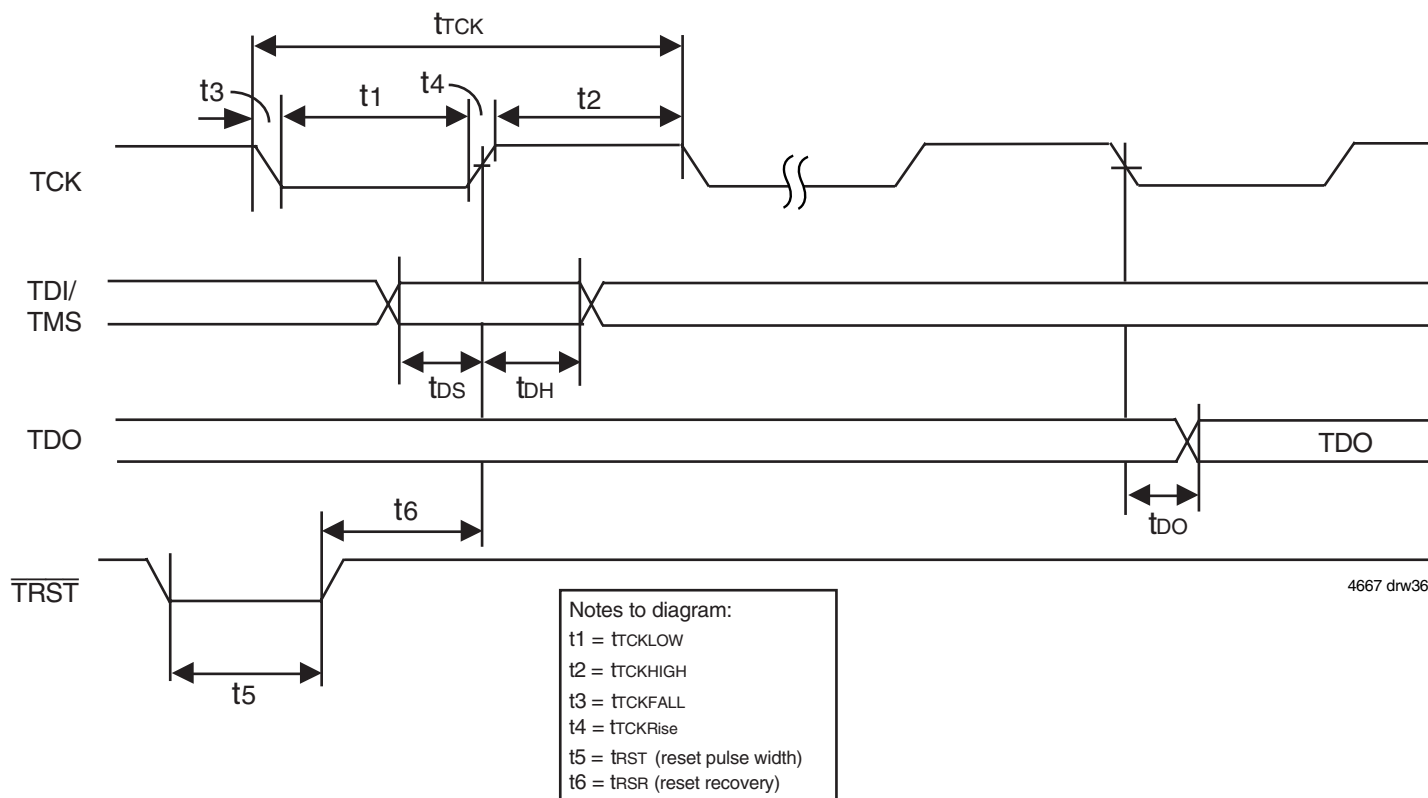 tTCK
t3
t1
t4
t2
TCK
TDI/
TMS
tDS
tDH
TDO
TDO
tDO
t6
TRST
4667 drw36
t5
Notes to diagram:
t1 = tTCKLOW
t2 = tTCKHIGH
t3 = tTCKFALL
t4 = tTCKRise
t5 = tRST (reset pulse width)
t6 = tRSR (reset recovery)